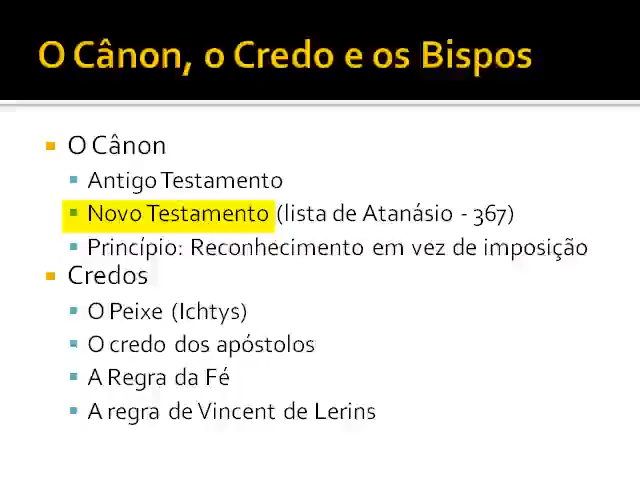 O Cânon, o Credo e os Bispos
O Cânon
Antigo Testamento
Novo Testamento (lista de Atanásio - 367)
Princípio: Reconhecimento em vez de imposição
Credos
O Peixe (Ichtys)
O credo dos apóstolos
A Regra da Fé
A regra de Vincent de Lerins